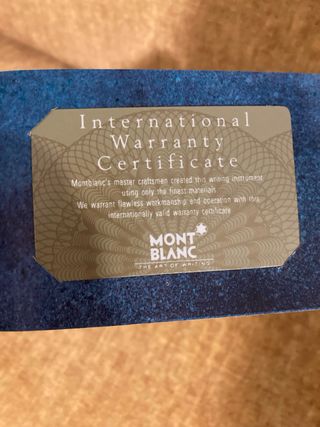 International
Warranty
Certificate
Montblanc's master craftsmen created this writing instrument
using only the finest materials.
We warrant flawless workmanship and operation with this
internationally valid warranty certificate
MONT
BLANC
THE ART OF WRITING